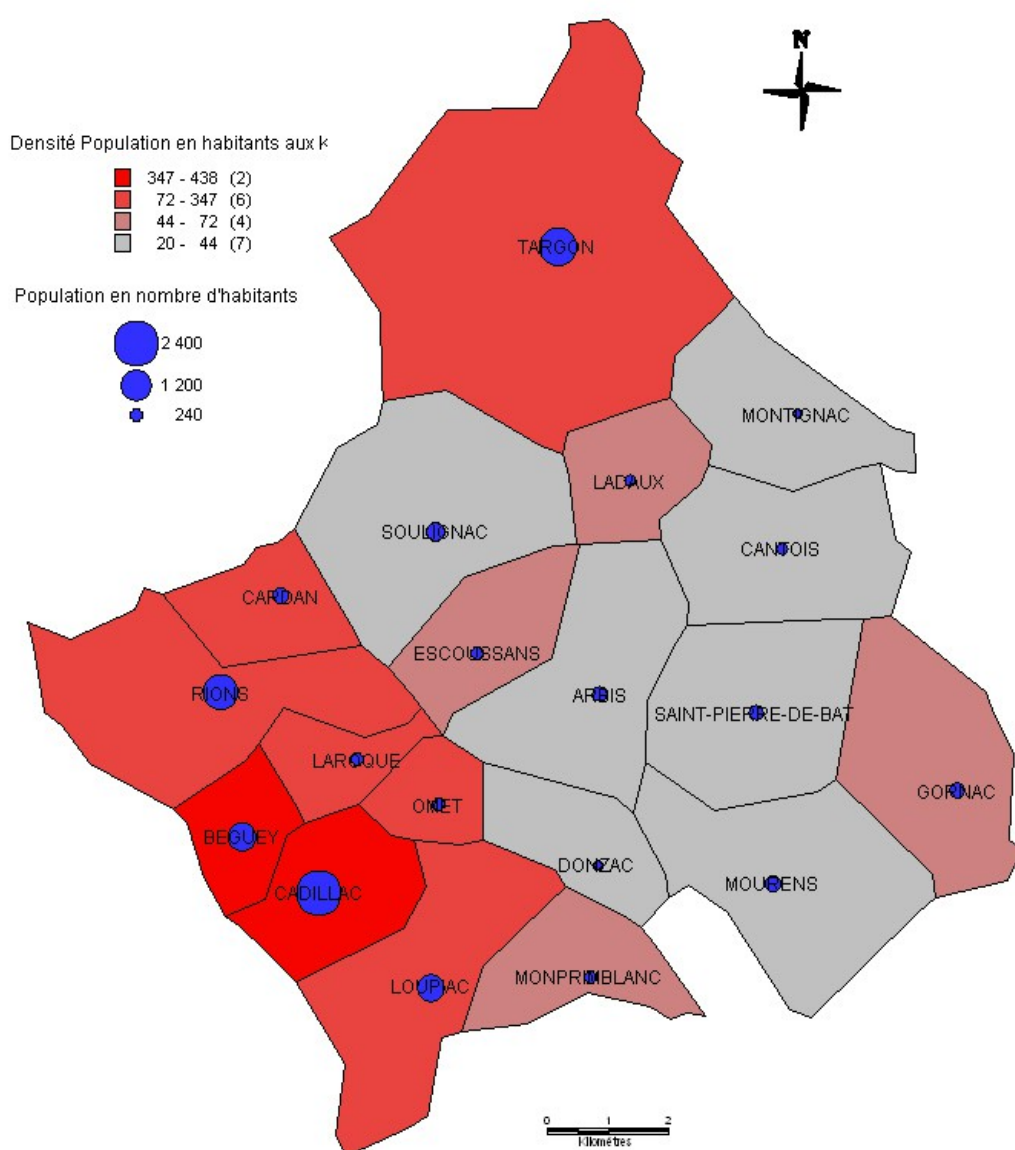 N
Densité Population en habitants aux k
347 - 438 (2)
72 - 347 (6)
44 - 72 (4)
20 - 44 (7)
Population en nombre d'habitants
2 400
1 200
240
TARGON
MONTIGNAC
LADAUX
SOULIGNAC
CANTOIS
CARDAN
ESCOUSSANS
RIONS
ARBIS
SAINT-PIERRE-DE-BAT
LAROQUE
OMET
GORNAC
BEGUEY
DONZAC
CADILLAC
MOURENS
LOUPIAC
MONPRIMBLANC
0 1 2
Kilométres